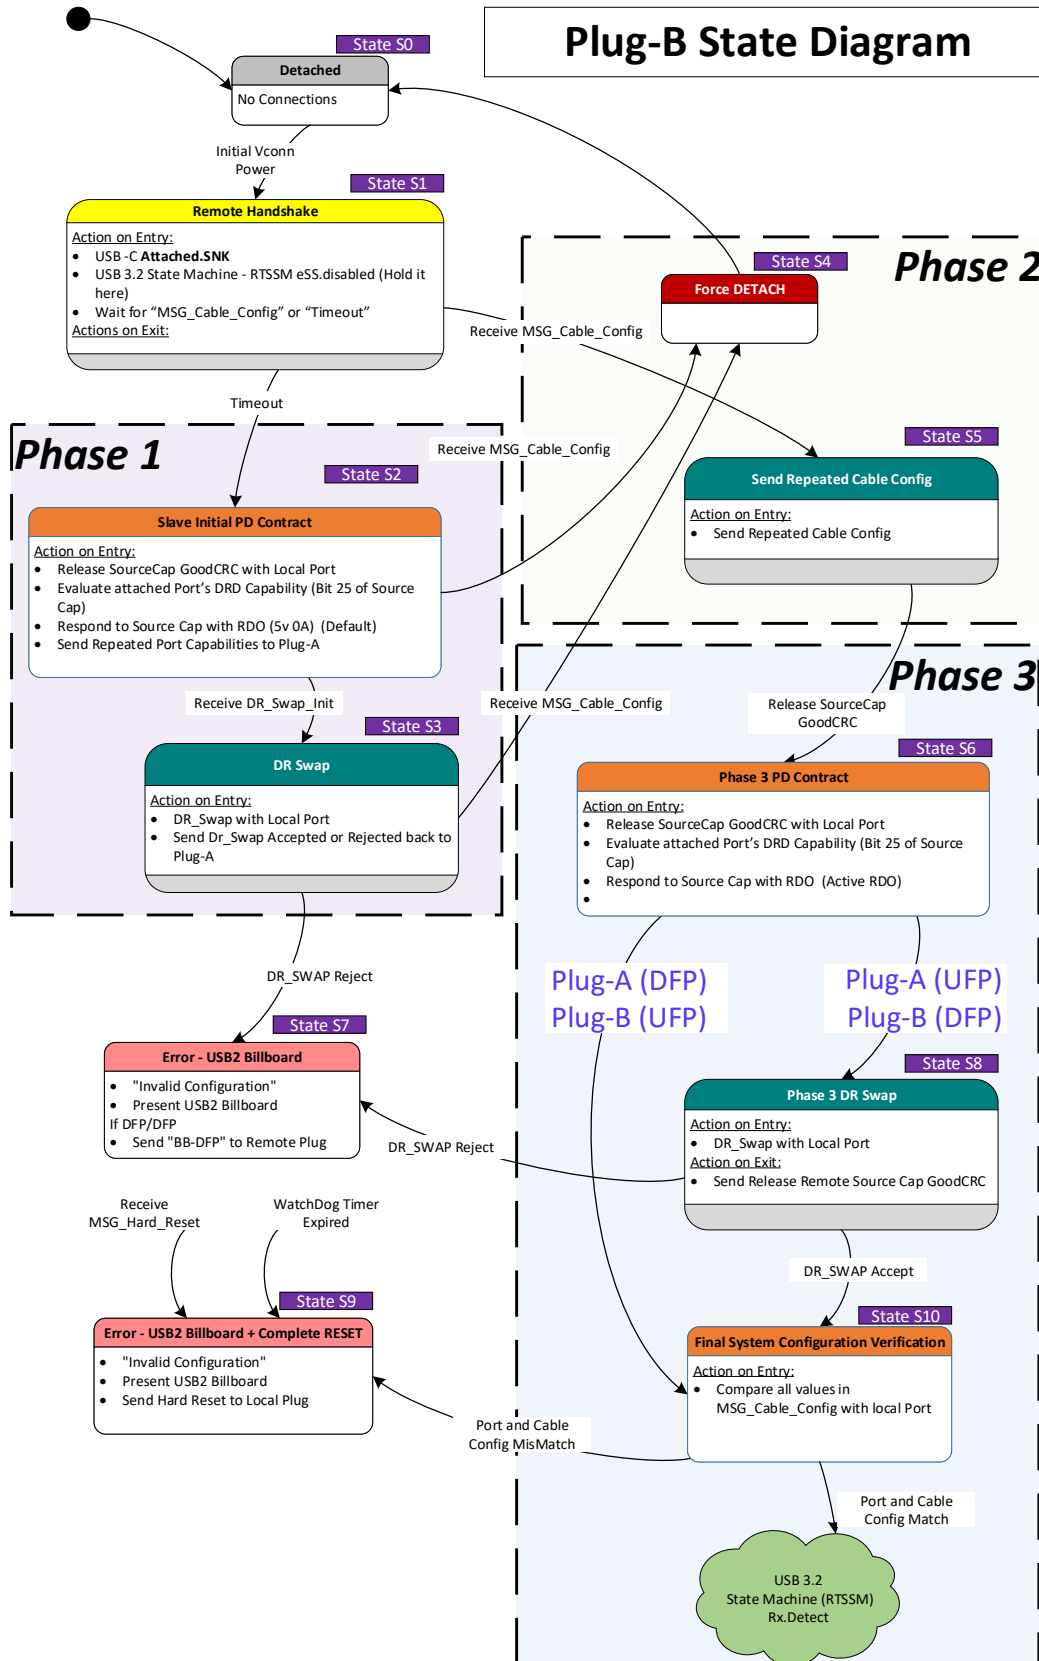 Plug-B State Diagram
State S0
Detached
No Connections
Initial Vconn
Power
State S1
Remote Handshake
Action on Entry:
• USB -C Attached.SNK
• USB 3.2 State Machine - RTSSM eSS.disabled (Hold it
here)
• Wait for “MSG_Cable_Config” or “Timeout”
Actions on Exit:
Phase 2
State S4
Force DETACH
Receive MSG_Cable_Config
Timeout
Phase 1
Receive MSG_Cable_Config
State S5
Send Repeated Cable Config
Action on Entry:
• Send Repeated Cable Config
State S2
Slave Initial PD Contract
Action on Entry:
• Release SourceCap GoodCRC with Local Port
• Evaluate attached Port’s DRD Capability (Bit 25 of Source
Cap)
• Respond to Source Cap with RDO (5v 0A) (Default)
• Send Repeated Port Capabilities to Plug-A
Receive DR_Swap_Init
Receive MSG_Cable_Config
State S3
DR Swap
Action on Entry:
• DR_Swap with Local Port
• Send Dr_Swap Accepted or Rejected back to
Plug-A
Phase 3
Release SourceCap
GoodCRC
State S6
Phase 3 PD Contract
Action on Entry:
• Release SourceCap GoodCRC with Local Port
• Evaluate attached Port’s DRD Capability (Bit 25 of Source
Cap)
• Respond to Source Cap with RDO (Active RDO)
•
DR_SWAP Reject
Plug-A (DFP)
Plug-B (UFP)
Plug-A (UFP)
Plug-B (DFP)
State S7
Error - USB2 Billboard
• "Invalid Configuration"
• Present USB2 Billboard
If DFP/DFP
• Send "BB-DFP" to Remote Plug
State S8
Phase 3 DR Swap
Action on Entry:
• DR_Swap with Local Port
Action on Exit:
• Send Release Remote Source Cap GoodCRC
DR_SWAP Reject
Receive
MSG_Hard_Reset
WatchDog Timer
Expired
DR_SWAP Accept
State S9
Error - USB2 Billboard + Complete RESET
• "Invalid Configuration"
• Present USB2 Billboard
• Send Hard Reset to Local Plug
State S10
Final System Configuration Verification
Action on Entry:
• Compare all values in
MSG_Cable_Config with local Port
Port and Cable
Config MisMatch
Port and Cable
Config Match
USB 3.2
State Machine (RTSSM)
Rx.Detect